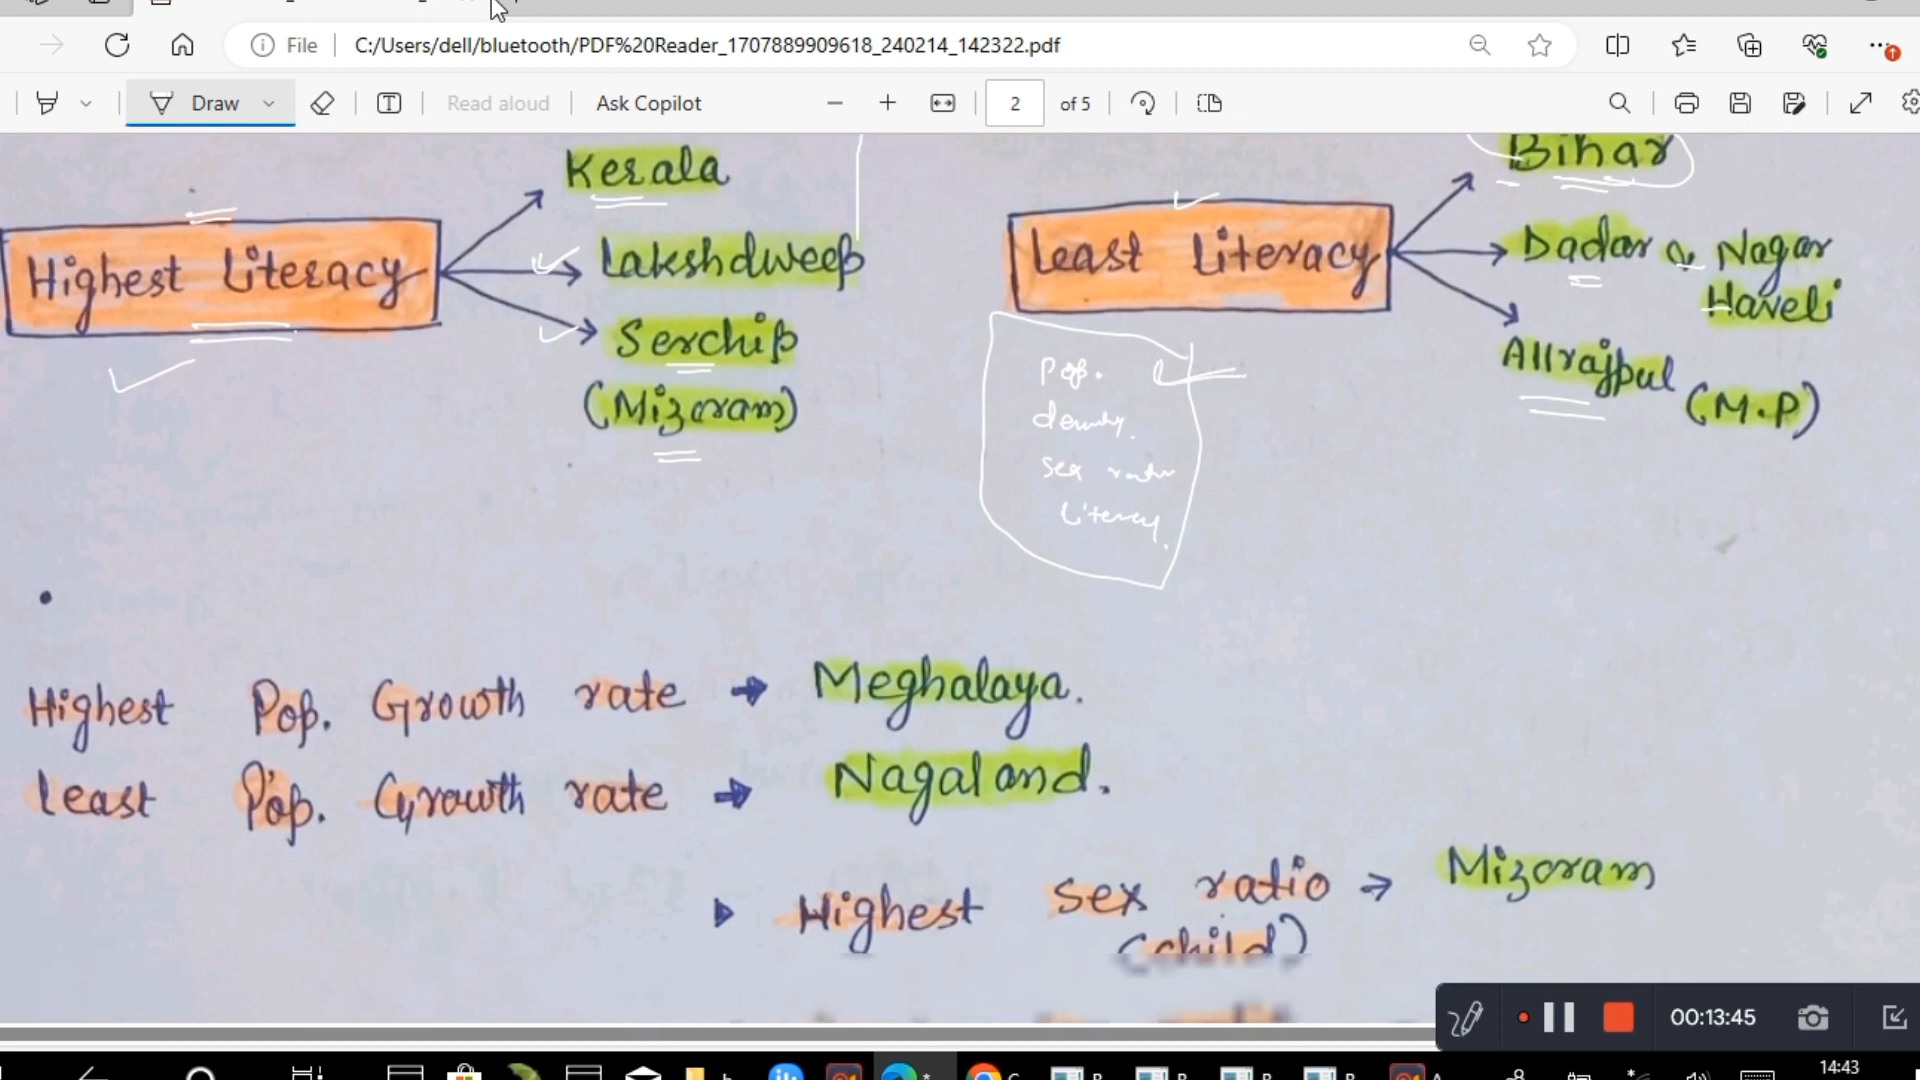 File
C:/Users/dell/bluetooth/PDF%20Reader_1707889909618_240214_142322.pdf
Draw
Read aloud
Ask Copilot
2
of 5
Kerala
Highest Literacy
Lakshdweep
Serchip
(Mizoram)
Bihar
Least Literacy
Dadar & Nagar
Haveli
Alirajpul
(M.P)
Pop.
density.
Sex ratio
Literacy.
Highest Pop. Growth rate → Meghalaya.
Least Pop. Growth rate → Nagaland.
Highest Sex ratio → Mizoram
(child)
00:13:45
14:43